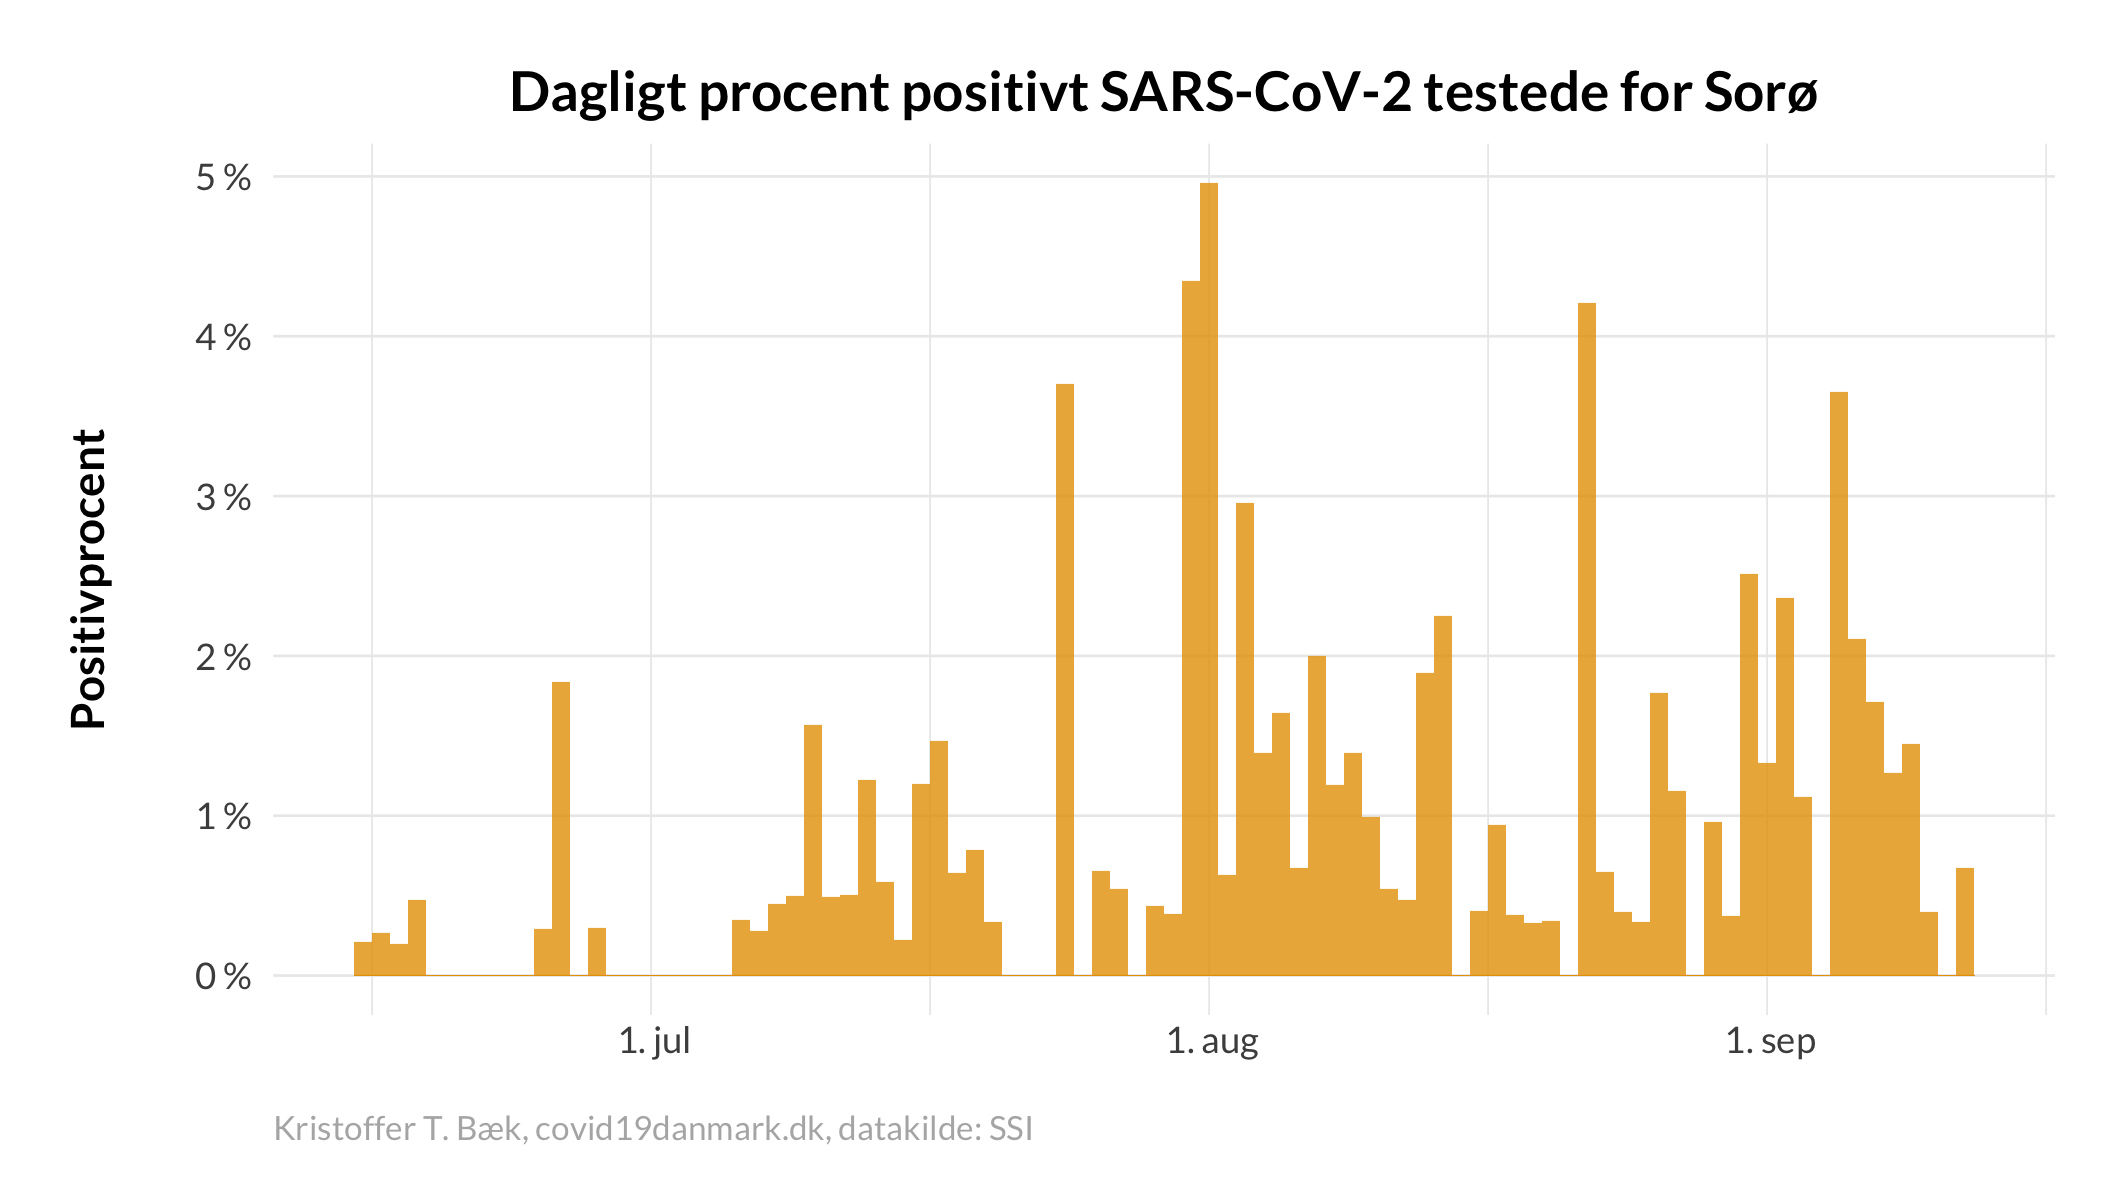 Dagligt procent positivt SARS-CoV-2 testede for Sorø
Positivprocent
5 %
4 %
3 %
2 %
1 %
0 %
1. jul
1. aug
1. sep
Kristoffer T. Bæk, covid19danmark.dk, datakilde: SSI